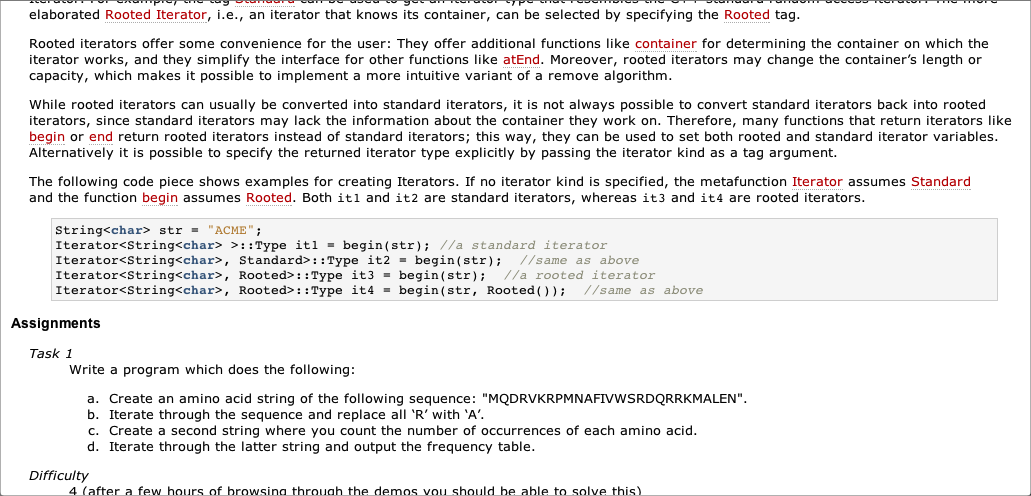 elaborated Rooted Iterator, i.e., an iterator that knows its container, can be selected by specifying the Rooted tag.
Rooted iterators offer some convenience for the user: They offer additional functions like container for determining the container on which the
iterator works, and they simplify the interface for other functions like atEnd. Moreover, rooted iterators may change the container's length or
capacity, which makes it possible to implement a more intuitive variant of a remove algorithm.
While rooted iterators can usually be converted into standard iterators, it is not always possible to convert standard iterators back into rooted
iterators, since standard iterators may lack the information about the container they work on. Therefore, many functions that return iterators like
begin or end return rooted iterators instead of standard iterators; this way, they can be used to set both rooted and standard iterator variables.
Alternatively it is possible to specify the returned iterator type explicitly by passing the iterator kind as a tag argument.
The following code piece shows examples for creating Iterators. If no iterator kind is specified, the metafunction Iterator assumes Standard
and the function begin assumes Rooted. Both it1 and it2 are standard iterators, whereas it3 and it4 are rooted iterators.
String<char> str = "ACME";
Iterator<String<char> >::Type it1 = begin(str); //a standard iterator
Iterator<String<char>, Standard>::Type it2 = begin(str);  //same as above
Iterator<String<char>, Rooted>::Type it3 = begin(str);  //a rooted iterator
Iterator<String<char>, Rooted>::Type it4 = begin(str, Rooted());  //same as above
Assignments
Task 1
Write a program which does the following:
a. Create an amino acid string of the following sequence: "MQDRVKRPMNAFIVWSRDQRRKMALEN".
b. Iterate through the sequence and replace all ‘R’ with ‘A’.
c. Create a second string where you count the number of occurrences of each amino acid.
d. Iterate through the latter string and output the frequency table.
Difficulty
4 (after a few hours of browsing through the demos you should be able to solve this)